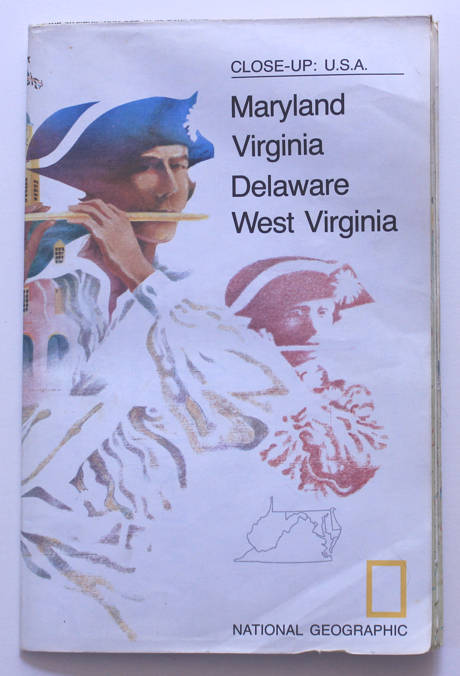 CLOSE-UP: U.S.A.
Maryland
Virginia
Delaware
West Virginia
NATIONAL GEOGRAPHIC